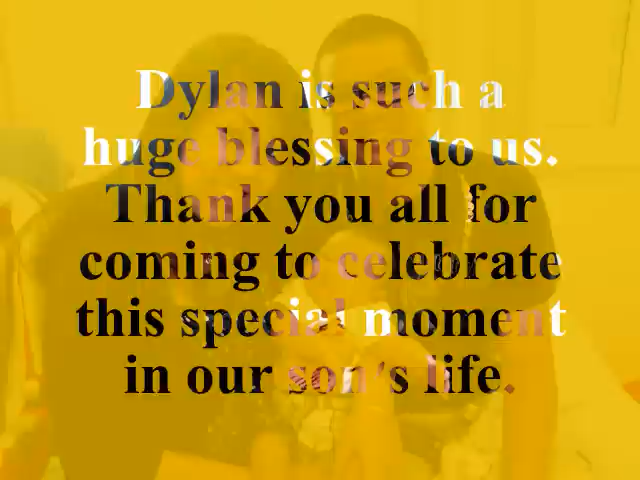 Dylan is such a
huge blessing to us.
Thank you all for
coming to celebrate
this special moment
in our son's life.